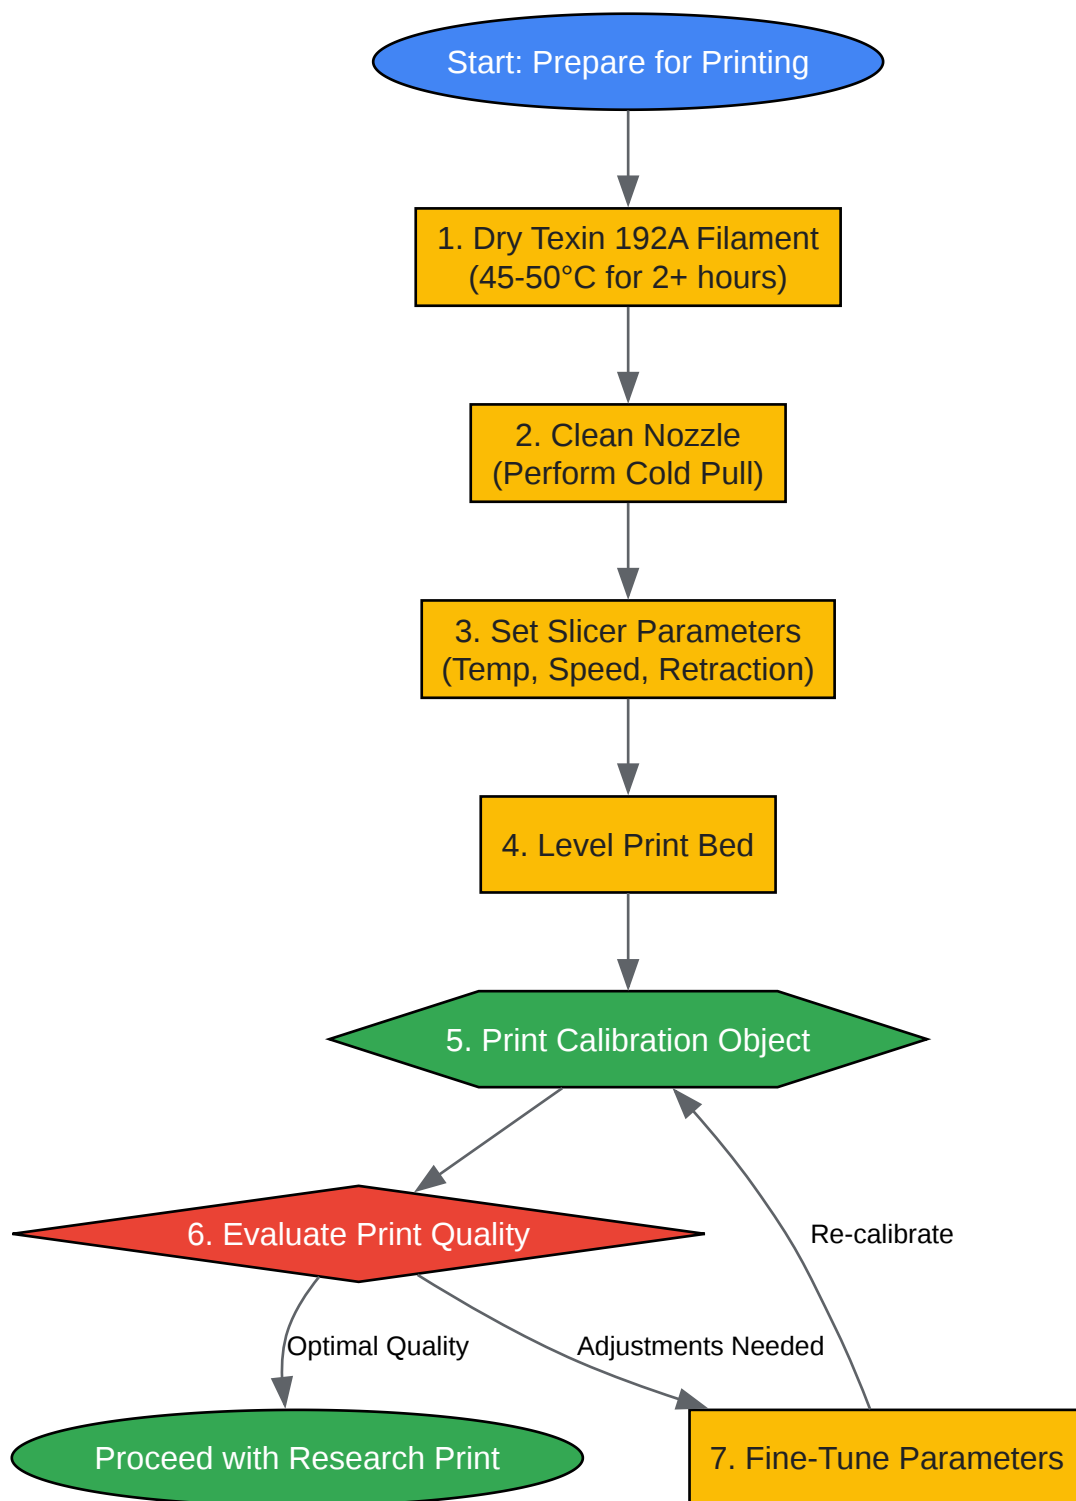 Start: Prepare for Printing
1. Dry Texin 192A Filament
(45-50°C for 2+ hours)
2. Clean Nozzle
(Perform Cold Pull)
3. Set Slicer Parameters
(Temp, Speed, Retraction)
4. Level Print Bed
5. Print Calibration Object
6. Evaluate Print Quality
Re-calibrate
Optimal Quality
Adjustments Needed
Proceed with Research Print
7. Fine-Tune Parameters